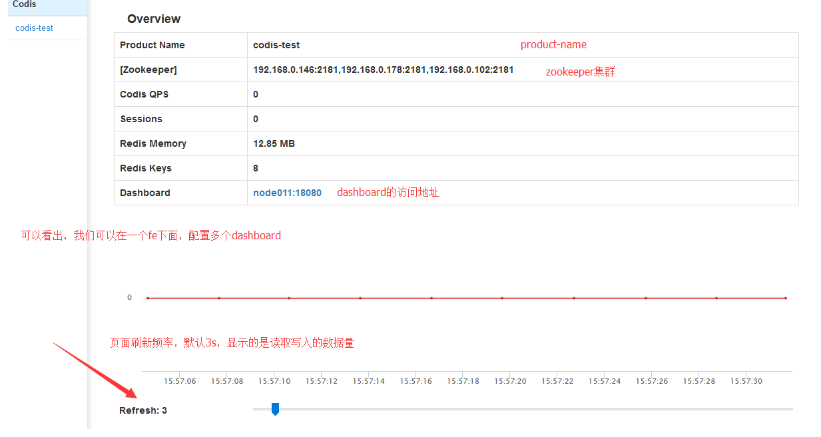 Codis
codis-test
Overview
Product Name codis-test product-name
[Zookeeper] 192.168.0.146:2181,192.168.0.178:2181,192.168.0.102:2181 zookeeper集群
Codis QPS 0
Sessions 0
Redis Memory 12.85 MB
Redis Keys 8
Dashboard node011:18080 dashboard的访问地址
可以看出，我们可以在一个fe下面，配置多个dashboard
0
页面刷新频率，默认3s，显示的是读取写入的数据量
15:57:06 15:57:08 15:57:10 15:57:12 15:57:14 15:57:16 15:57:18 15:57:20 15:57:22 15:57:24 15:57:26 15:57:28 15:57:30
Refresh: 3